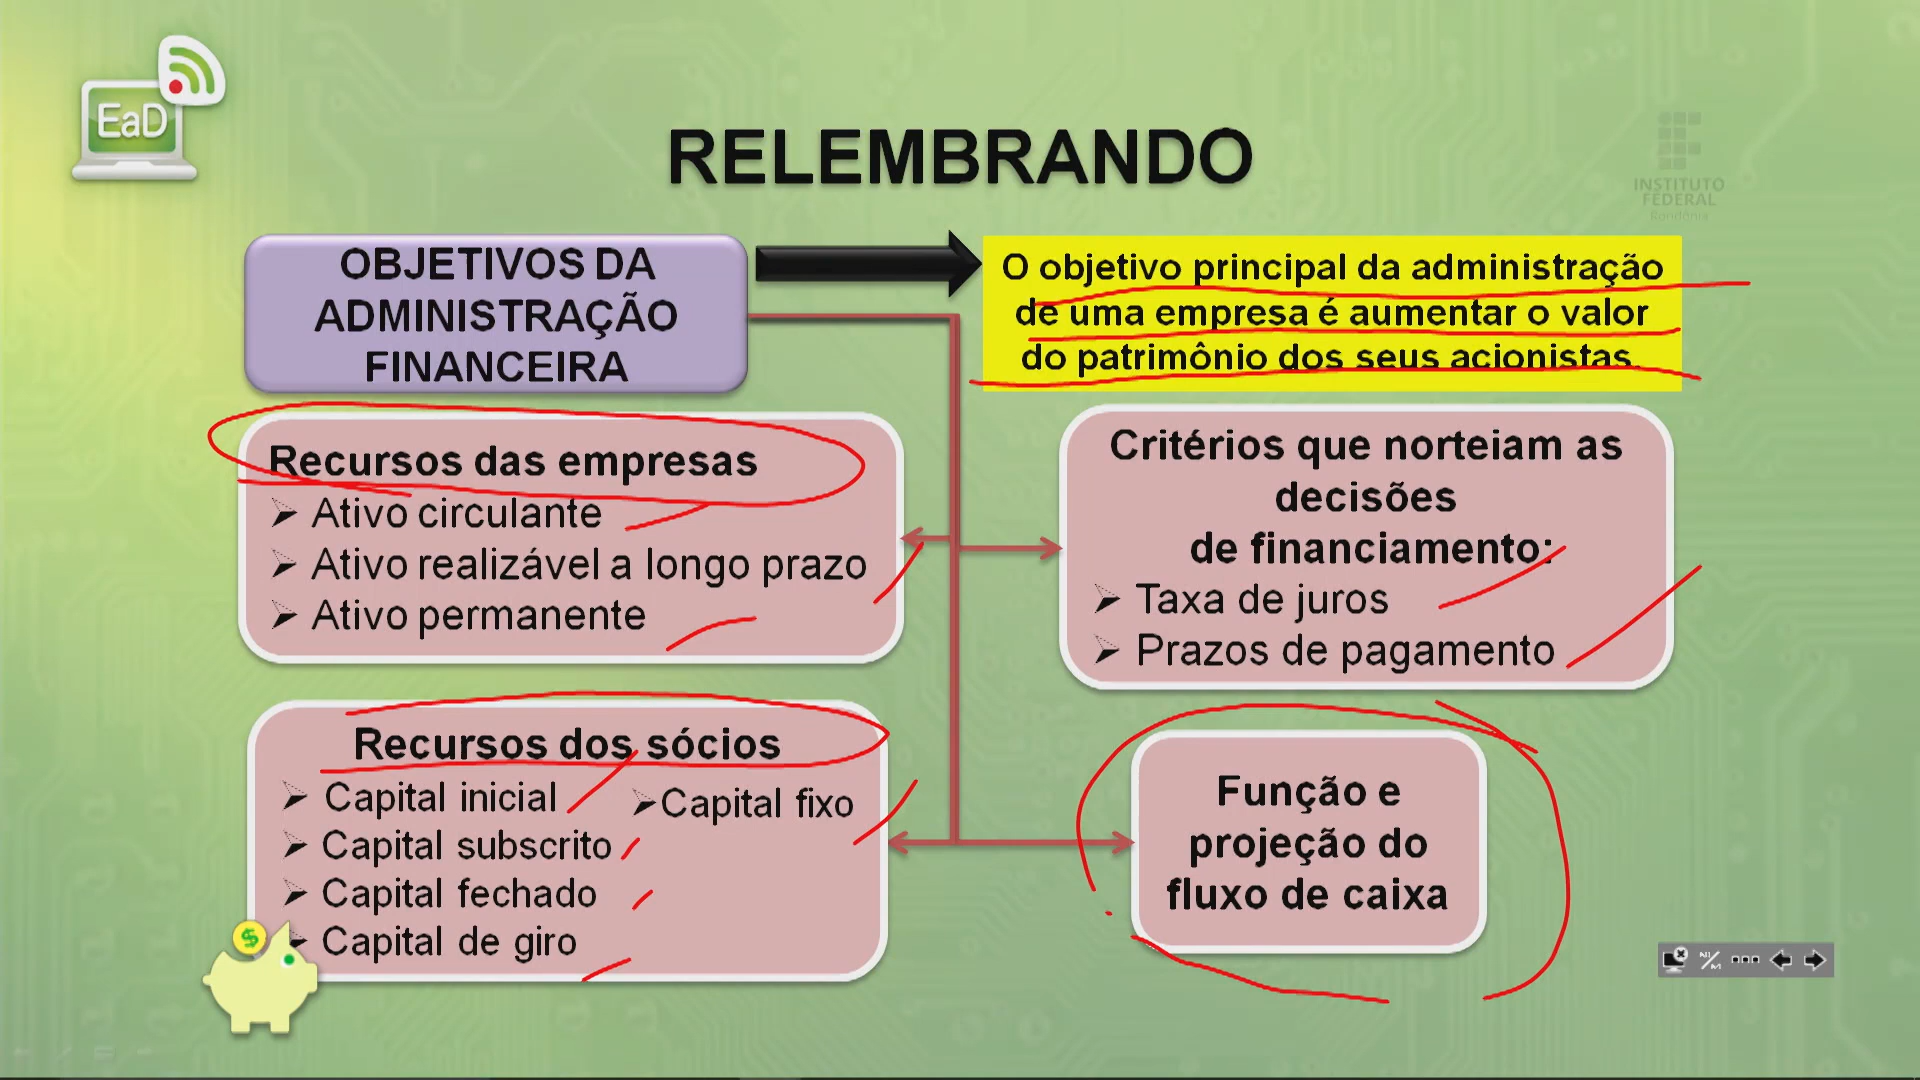 EaD
RELEMBRANDO
INSTITUTO
FEDERAL
Rondônia
OBJETIVOS DA
ADMINISTRAÇÃO
FINANCEIRA
O objetivo principal da administração
de uma empresa é aumentar o valor
do patrimônio dos seus acionistas.
Recursos das empresas
Ativo circulante
Ativo realizável a longo prazo
Ativo permanente
Critérios que norteiam as
decisões
de financiamento:
Taxa de juros
Prazos de pagamento
Recursos dos sócios
Capital inicial
Capital subscrito
Capital fechado
Capital de giro
Capital fixo
Função e
projeção do
fluxo de caixa
$